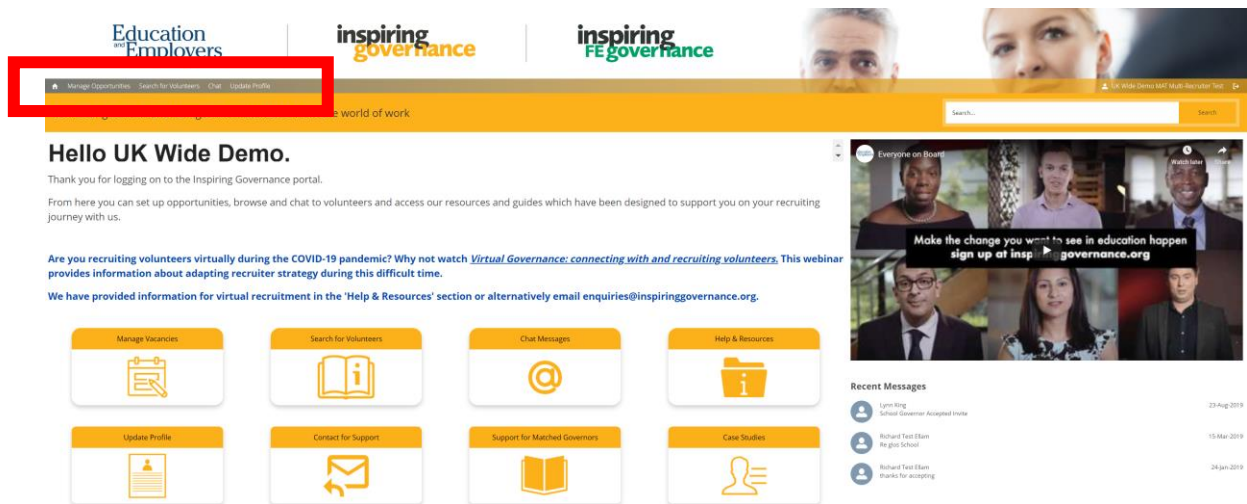 Education
and Employers
inspiring
governance
inspiring
FE governance
Manage Opportunities Search for Volunteers Chat Update Profile
UK Wide Demo MAT Multi-Recruiter Test
e world of work
Search...
Search
Hello UK Wide Demo.
Thank you for logging on to the Inspiring Governance portal.
From here you can set up opportunities, browse and chat to volunteers and access our resources and guides which have been designed to support you on your recruiting
journey with us.
Are you recruiting volunteers virtually during the COVID-19 pandemic? Why not watch Virtual Governance: connecting with and recruiting volunteers. This webinar
provides information about adapting recruiter strategy during this difficult time.
We have provided information for virtual recruitment in the 'Help & Resources' section or alternatively email enquiries@inspiringgovernance.org.
Manage Vacancies
Search for Volunteers
Chat Messages
Help & Resources
Update Profile
Contact for Support
Support for Matched Governors
Case Studies
Everyone on Board
Watch later
Share
Make the change you want to see in education happen
sign up at inspiringgovernance.org
Recent Messages
Lynn King
23-Aug-2019
School Governor Accepted Invite
Richard Test Ellam
15-Mar-2019
Re glos School
Richard Test Ellam
24-Jan-2019
thanks for accepting